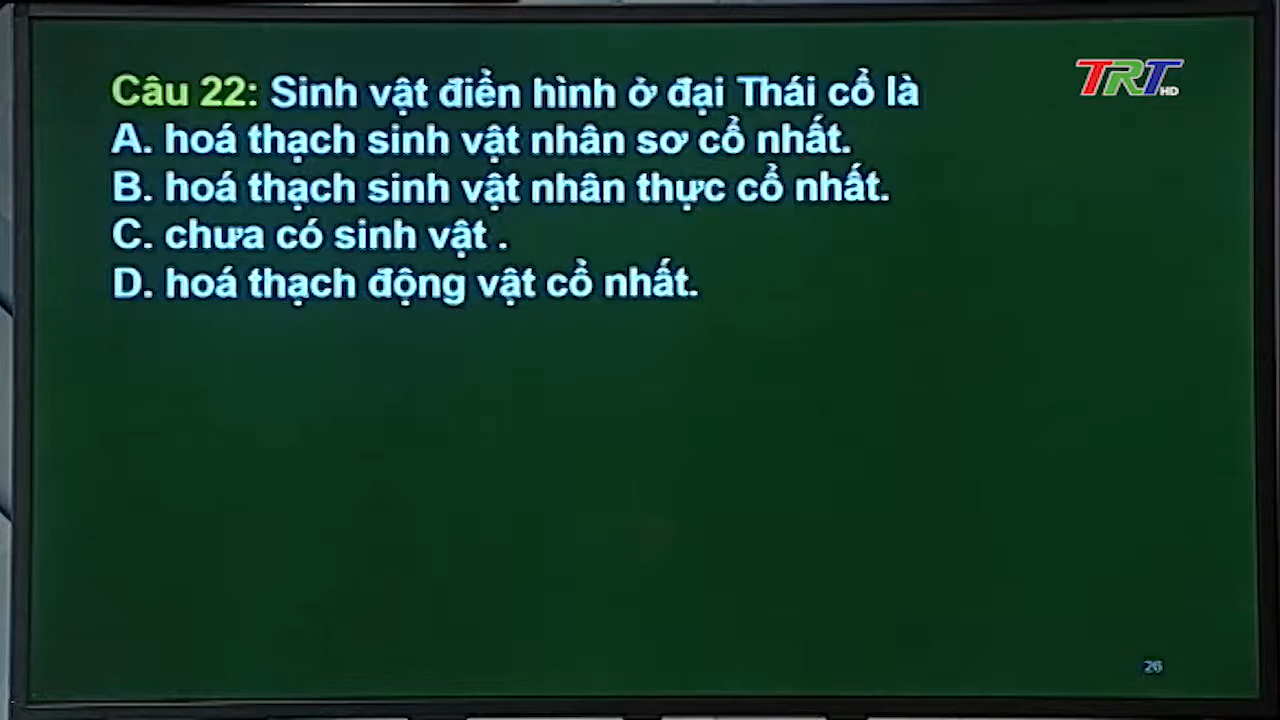 Câu 22: Sinh vật điển hình ở đại Thái cổ là
TRT HD
A. hoá thạch sinh vật nhân sơ cổ nhất.
B. hoá thạch sinh vật nhân thực cổ nhất.
C. chưa có sinh vật .
D. hoá thạch động vật cổ nhất.
26